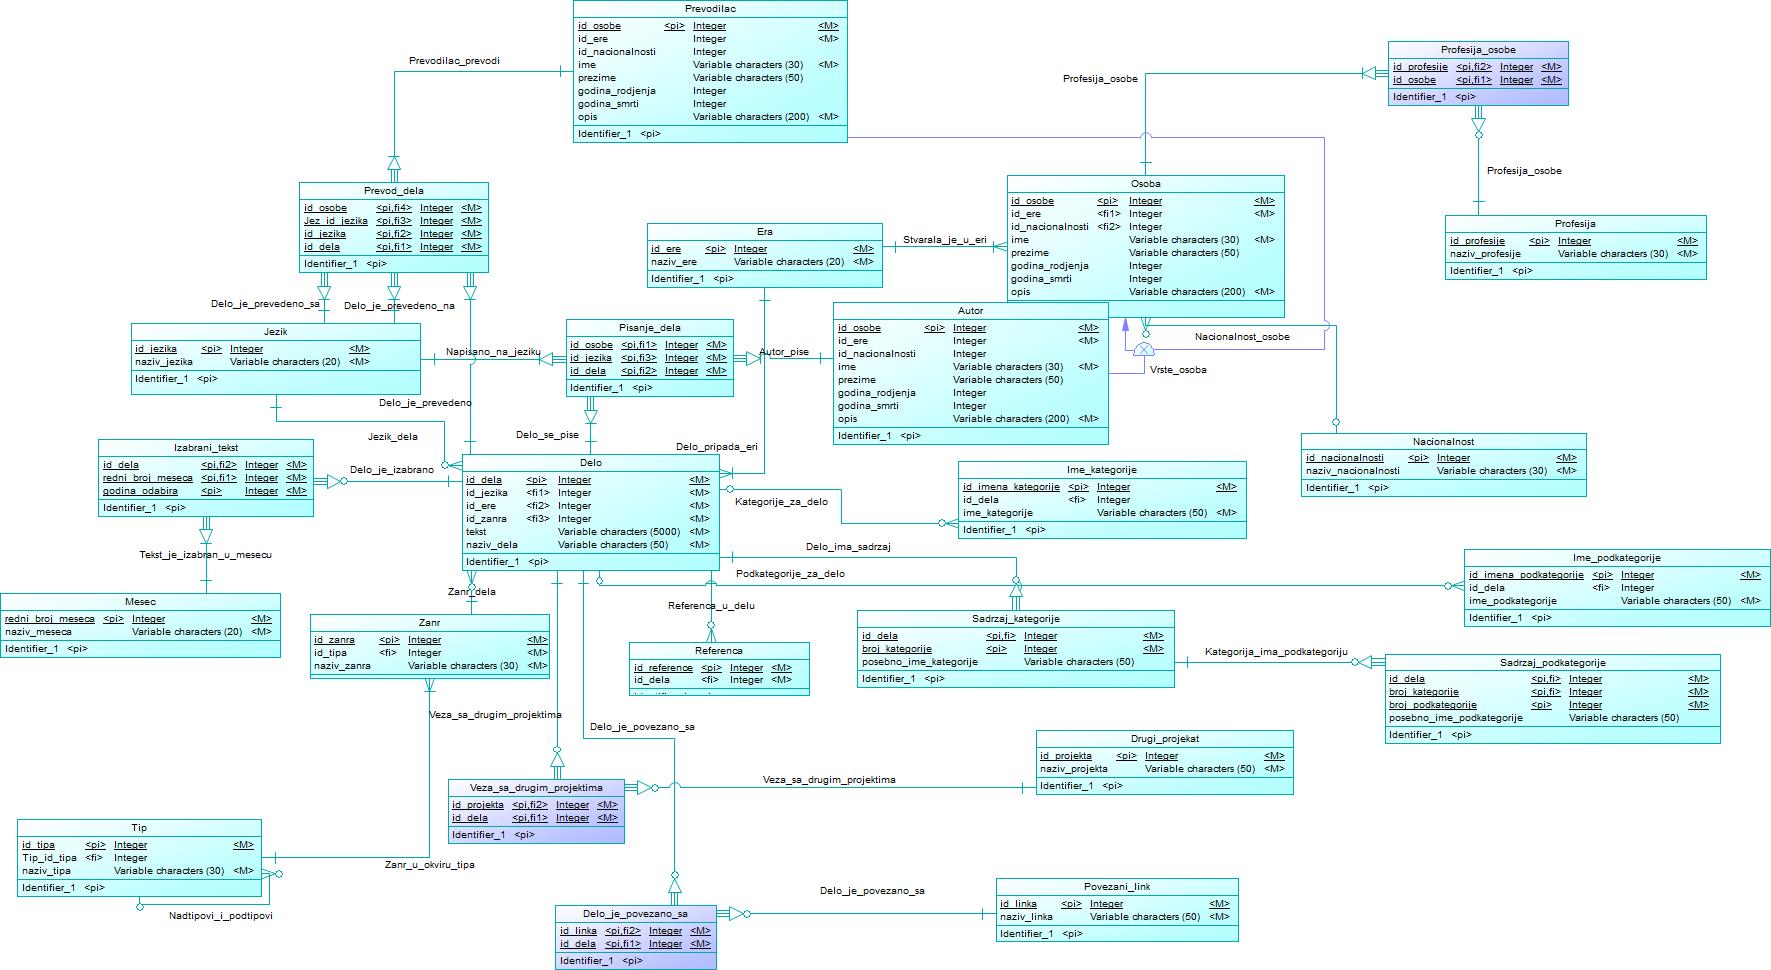 Prevodilac
id_osobe <pi> Integer <M>
id_ere Integer <M>
id_nacionalnosti Integer
ime Variable characters (30) <M>
prezime Variable characters (50)
godina_rodjenja Integer
godina_smrti Integer
opis Variable characters (200) <M>
Identifier_1 <pi>
Prevodilac_prevodi
Profesija_osobe
Profesija_osobe
id_profesije <pi,fi2> Integer <M>
id_osobe <pi,fi1> Integer <M>
Identifier_1 <pi>
Profesija_osobe
Profesija
id_profesije <pi> Integer <M>
naziv_profesije Variable characters (30) <M>
Identifier_1 <pi>
Prevod_dela
id_osobe <pi,fi4> Integer <M>
Jez_id_jezika <pi,fi3> Integer <M>
id_jezika <pi,fi2> Integer <M>
id_dela <pi,fi1> Integer <M>
Identifier_1 <pi>
Osoba
id_osobe <pi> Integer <M>
id_ere <fi1> Integer <M>
id_nacionalnosti <fi2> Integer
ime Variable characters (30) <M>
prezime Variable characters (50)
godina_rodjenja Integer
godina_smrti Integer
opis Variable characters (200) <M>
Era
id_ere <pi> Integer <M>
naziv_ere Variable characters (20) <M>
Identifier_1 <pi>
Stvarala_je_u_eri
Delo_je_prevedeno_sa
Delo_je_prevedeno_na
Jezik
id_jezika <pi> Integer <M>
naziv_jezika Variable characters (20) <M>
Identifier_1 <pi>
Napisano_na_jeziku
Pisanje_dela
id_osobe <pi,fi1> Integer <M>
id_jezika <pi,fi3> Integer <M>
id_dela <pi,fi2> Integer <M>
Identifier_1 <pi>
Autor_pise
Autor
id_osobe <pi> Integer <M>
id_ere Integer <M>
id_nacionalnosti Integer
ime Variable characters (30) <M>
prezime Variable characters (50)
godina_rodjenja Integer
godina_smrti Integer
opis Variable characters (200) <M>
Identifier_1 <pi>
Nacionalnost_osobe
Vrste_osoba
Delo_je_prevedeno
Jezik_dela
Delo_se_pise
Delo_pripada_eri
Nacionalnost
id_nacionalnosti <pi> Integer <M>
naziv_nacionalnosti Variable characters (30) <M>
Identifier_1 <pi>
Izabrani_tekst
id_dela <pi,fi2> Integer <M>
redni_broj_meseca <pi,fi1> Integer <M>
godina_odabira <pi> Integer <M>
Identifier_1 <pi>
Delo_je_izabrano
Delo
id_dela <pi> Integer <M>
id_jezika <fi1> Integer <M>
id_ere <fi2> Integer <M>
id_zanra <fi3> Integer <M>
tekst Variable characters (5000) <M>
naziv_dela Variable characters (50) <M>
Identifier_1 <pi>
Kategorije_za_delo
Ime_kategorije
id_imena_kategorije <pi> Integer <M>
id_dela <fi> Integer
ime_kategorije Variable characters (50) <M>
Identifier_1 <pi>
Tekst_je_izabran_u_mesecu
Mesec
redni_broj_meseca <pi> Integer <M>
naziv_meseca Variable characters (20) <M>
Identifier_1 <pi>
Delo_ima_sadrzaj
Podkategorije_za_delo
Ime_podkategorije
id_imena_podkategorije <pi> Integer <M>
id_dela <fi> Integer
ime_podkategorije Variable characters (50) <M>
Identifier_1 <pi>
Zanr_dela
Zanr
id_zanra <pi> Integer <M>
id_tipa <fi> Integer <M>
naziv_zanra Variable characters (30) <M>
Referenca_u_delu
Referenca
id_reference <pi> Integer <M>
id_dela <fi> Integer <M>
Sadrzaj_kategorije
id_dela <pi,fi> Integer <M>
broj_kategorije <pi> Integer <M>
posebno_ime_kategorije Variable characters (50)
Identifier_1 <pi>
Kategorija_ima_podkategoriju
Sadrzaj_podkategorije
id_dela <pi,fi> Integer <M>
broj_kategorije <pi,fi> Integer <M>
broj_podkategorije <pi> Integer <M>
posebno_ime_podkategorije Variable characters (50)
Identifier_1 <pi>
Veza_sa_drugim_projektima
Delo_je_povezano_sa
Drugi_projekat
id_projekta <pi> Integer <M>
naziv_projekta Variable characters (50) <M>
Identifier_1 <pi>
Veza_sa_drugim_projektima
id_projekta <pi,fi2> Integer <M>
id_dela <pi,fi1> Integer <M>
Identifier_1 <pi>
Veza_sa_drugim_projektima
Tip
id_tipa <pi> Integer <M>
Tip_id_tipa <fi> Integer
naziv_tipa Variable characters (30) <M>
Identifier_1 <pi>
Zanr_u_okviru_tipa
Nadtipovi_i_podtipovi
Delo_je_povezano_sa
id_linka <pi,fi2> Integer <M>
id_dela <pi,fi1> Integer <M>
Identifier_1 <pi>
Delo_je_povezano_sa
Povezani_link
id_linka <pi> Integer <M>
naziv_linka Variable characters (50) <M>
Identifier_1 <pi>